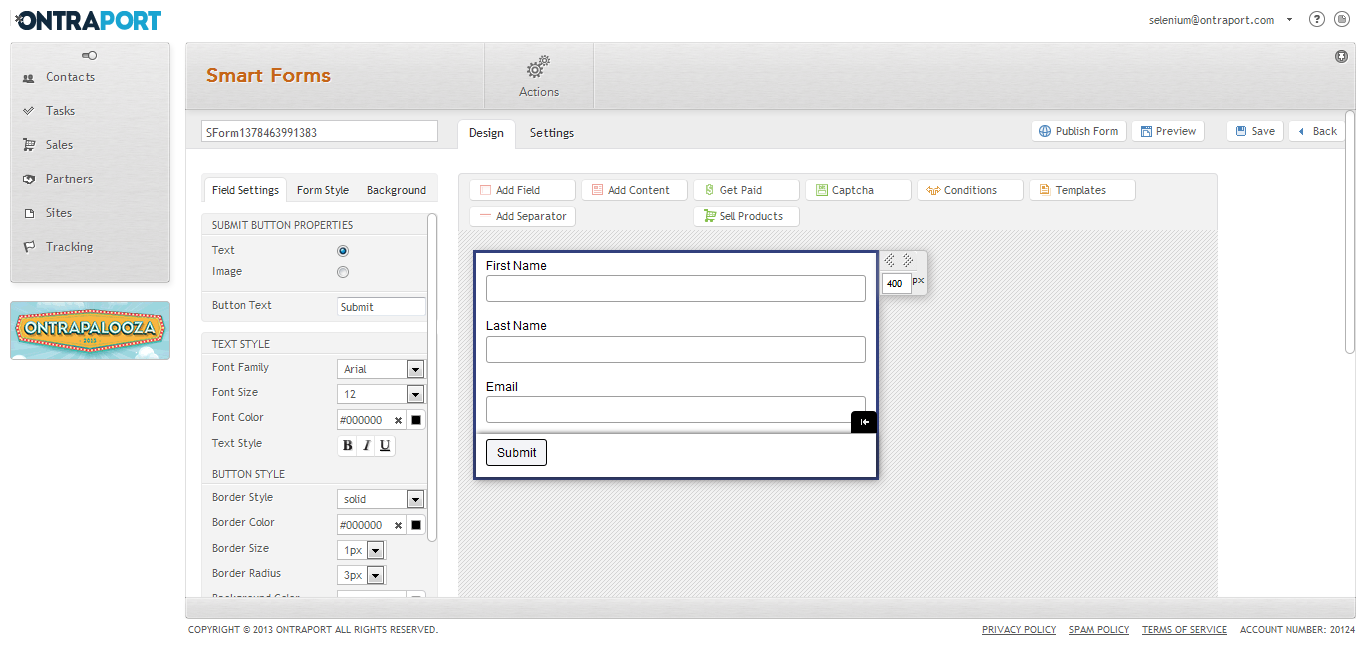 ONTRAPORT
selenium@ontraport.com
Contacts
Tasks
Sales
Partners
Sites
Tracking
ONTRAPALOOZA
2013
Smart Forms
Actions
SForm1378463991383
Design
Settings
Publish Form
Preview
Save
Back
Field Settings
Form Style
Background
SUBMIT BUTTON PROPERTIES
Text
Image
Button Text
Submit
TEXT STYLE
Font Family
Arial
Font Size
12
Font Color
#000000
Text Style
B I U
BUTTON STYLE
Border Style
solid
Border Color
#000000
Border Size
1px
Border Radius
3px
Background Color
Add Field
Add Content
Get Paid
Captcha
Conditions
Templates
Add Separator
Sell Products
First Name
Last Name
Email
Submit
400 px
COPYRIGHT © 2013 ONTRAPORT ALL RIGHTS RESERVED.
PRIVACY POLICY
SPAM POLICY
TERMS OF SERVICE
ACCOUNT NUMBER: 20124